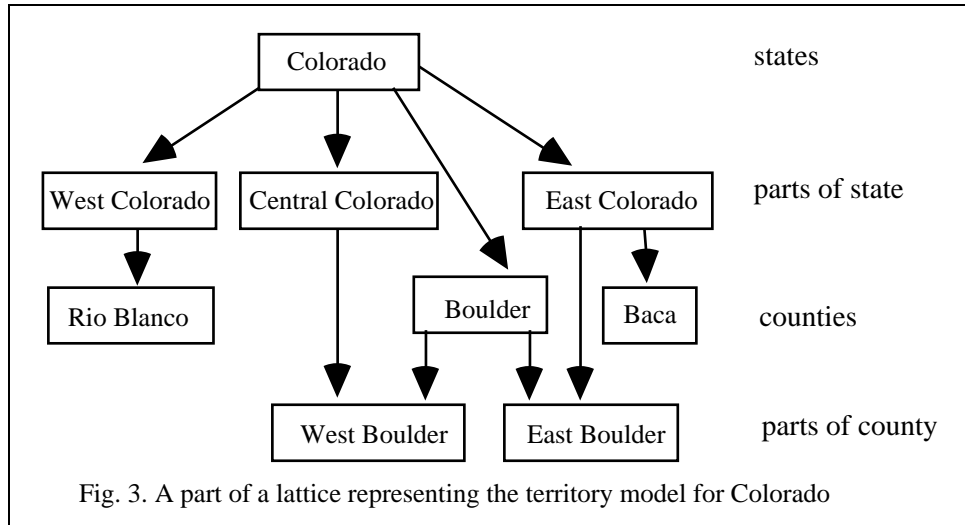 Colorado
states
West Colorado
Central Colorado
East Colorado
parts of state
Rio Blanco
Boulder
Baca
counties
West Boulder
East Boulder
parts of county
Fig. 3. A part of a lattice representing the territory model for Colorado